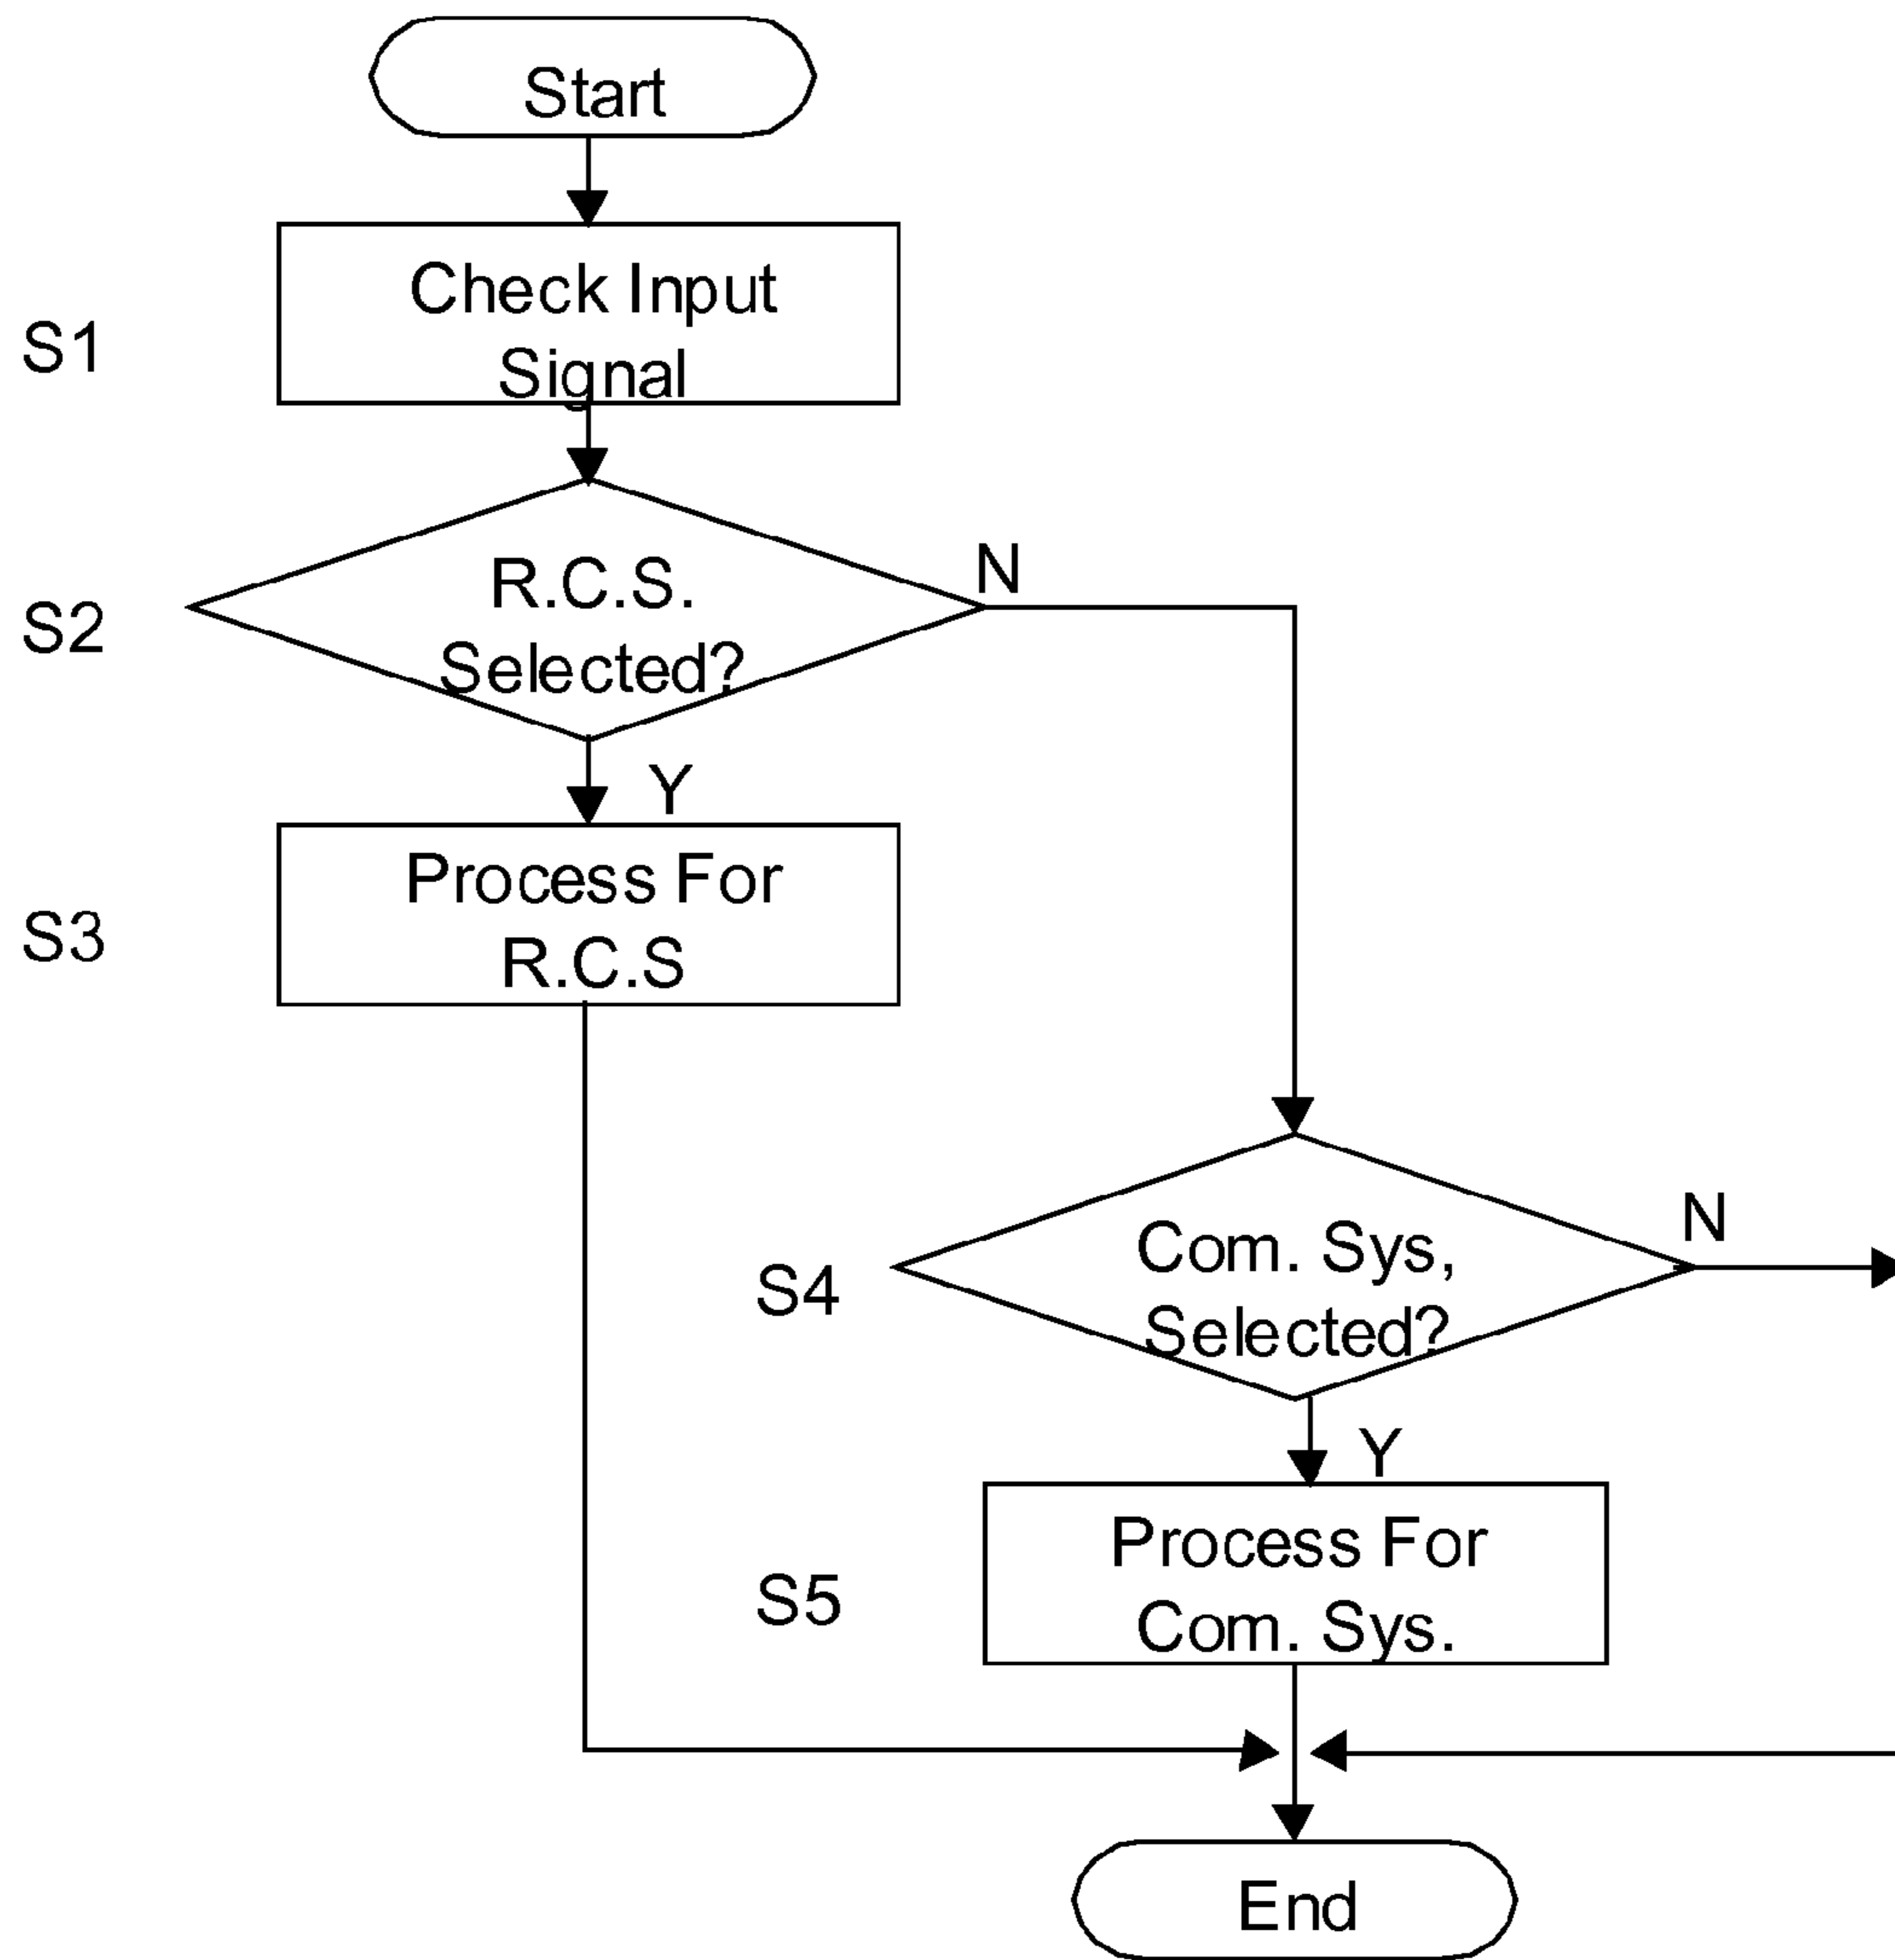 Start
S1
Check Input
Signal
S2
R.C.S.
Selected?
N
Y
S3
Process For
R.C.S
S4
Com. Sys,
Selected?
N
Y
S5
Process For
Com. Sys.
End